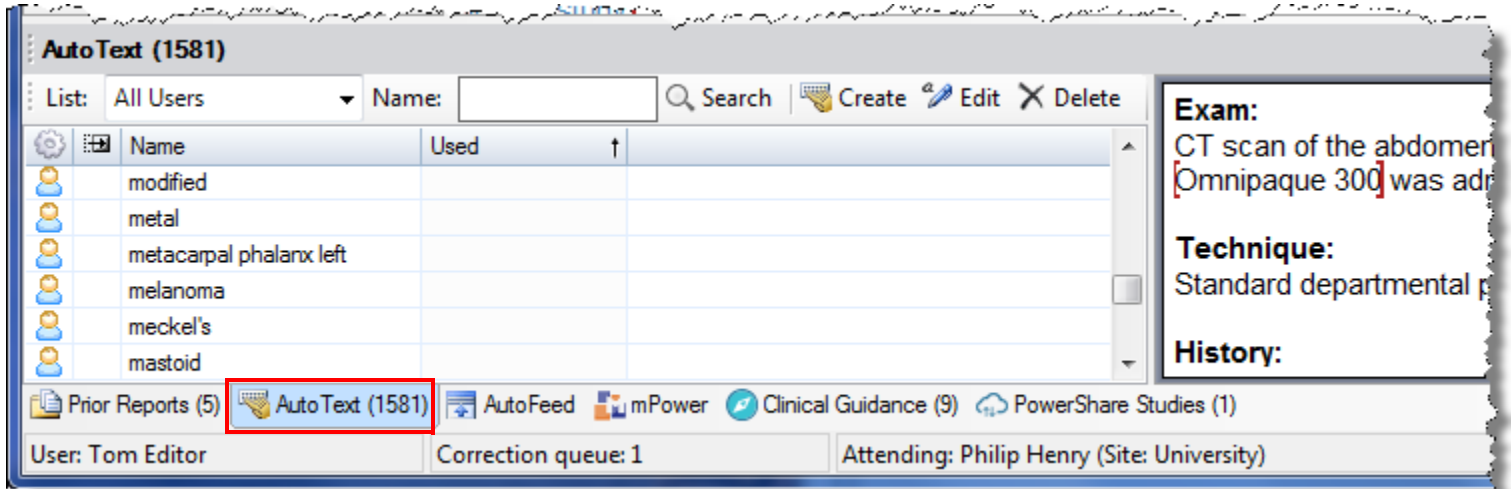 AutoText (1581)
List: All Users Name: Search Create Edit Delete
Name Used
modified
metal
metacarpal phalanx left
melanoma
meckel's
mastoid
Exam:
CT scan of the abdomen
[Omnipaque 300] was adr
Technique:
Standard departmental p
History:
Prior Reports (5) AutoText (1581) AutoFeed mPower Clinical Guidance (9) PowerShare Studies (1)
User: Tom Editor Correction queue: 1 Attending: Philip Henry (Site: University)